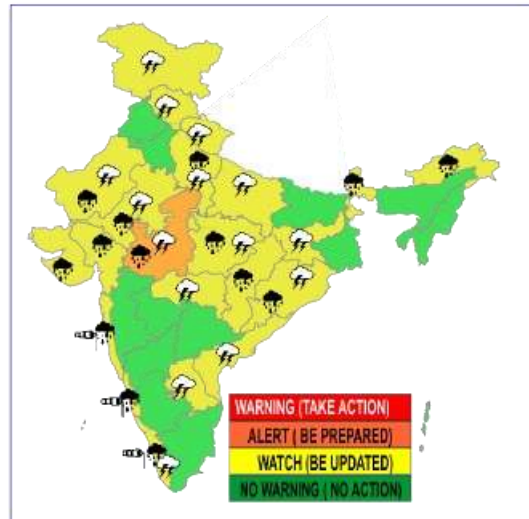 WARNING (TAKE ACTION)
ALERT ( BE PREPARED)
WATCH (BE UPDATED)
NO WARNING ( NO ACTION)